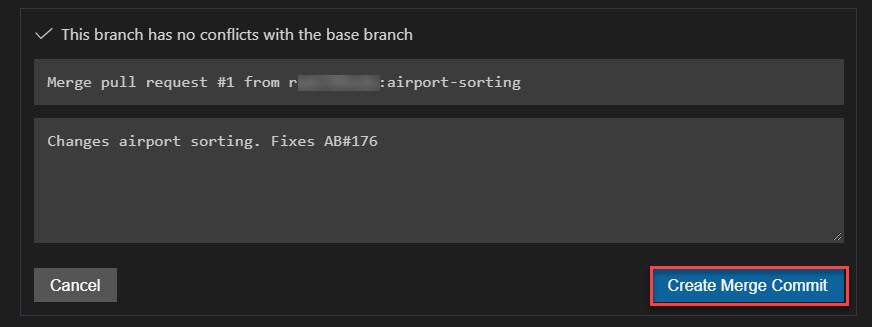 This branch has no conflicts with the base branch
Merge pull request #1 from r :airport-sorting
Changes airport sorting. Fixes AB#176
Cancel
Create Merge Commit